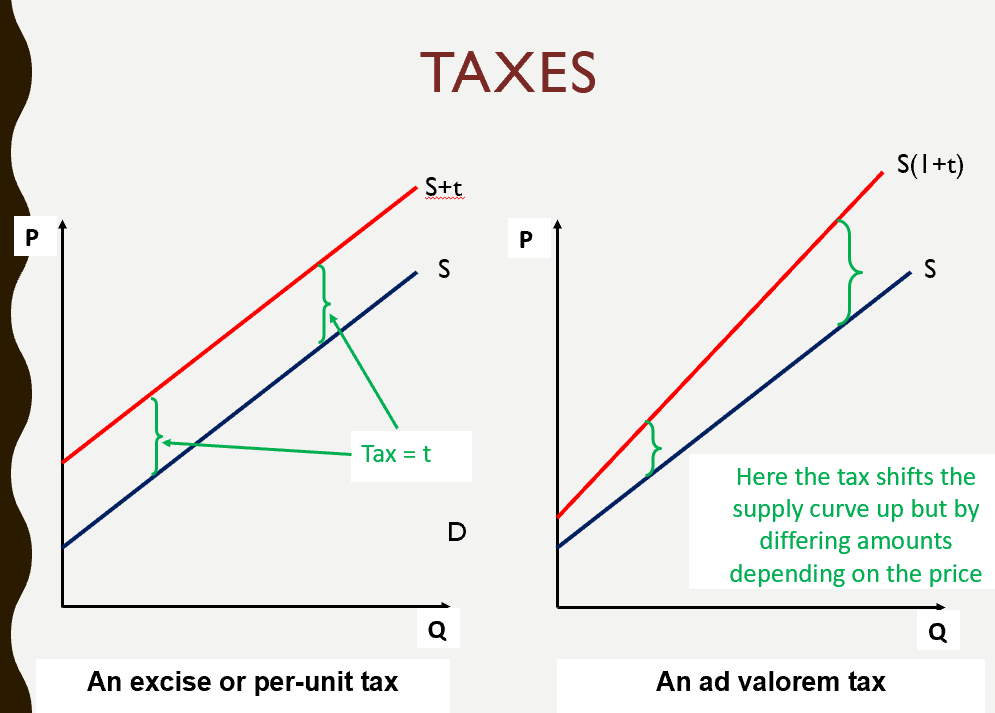 TAXES
P
S+t
S
Tax = t
D
Q
An excise or per-unit tax
P
S(1+t)
S
Here the tax shifts the
supply curve up but by
differing amounts
depending on the price
Q
An ad valorem tax